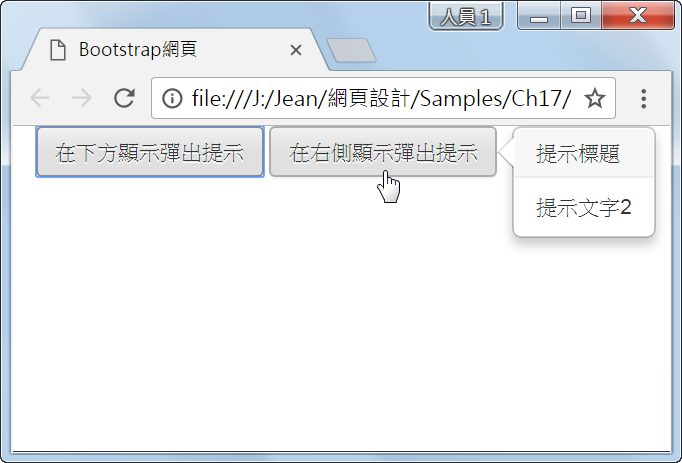 人員 1
Bootstrap網頁
file:///J:/Jean/網頁設計/Samples/Ch17/
在下方顯示彈出提示
在右側顯示彈出提示
提示標題
提示文字2